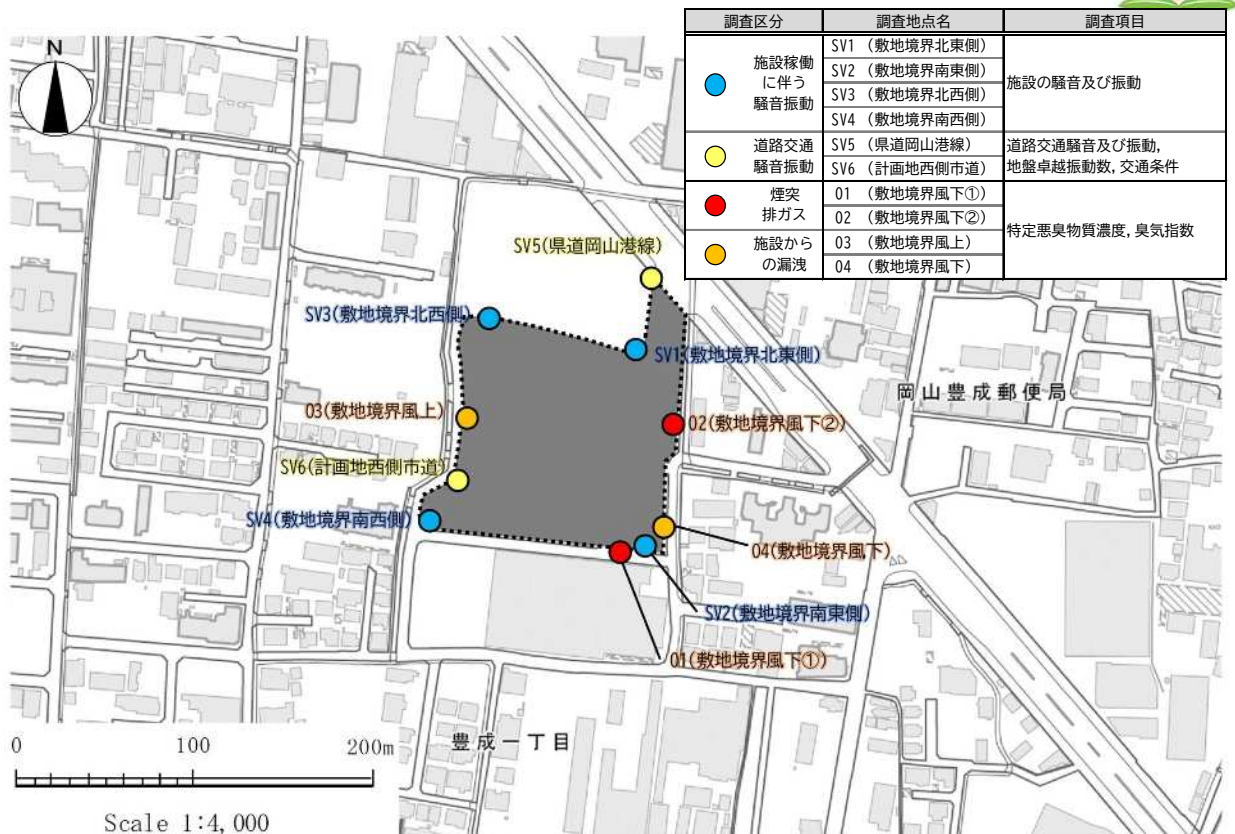 調査区分 調査地点名 調査項目
施設稼働
に伴う
騒音振動
SV1 (敷地境界北東側)
SV2 (敷地境界南東側)
SV3 (敷地境界北西側)
SV4 (敷地境界南西側)
施設の騒音及び振動
道路交通
騒音振動
SV5 (県道岡山港線)
SV6 (計画地西側市道)
道路交通騒音及び振動,
地盤卓越振動数, 交通条件
煙突
排ガス
01 (敷地境界風下①)
02 (敷地境界風下②)
施設から
の漏洩
03 (敷地境界風上)
04 (敷地境界風下)
特定悪臭物質濃度, 臭気指数
N
SV5(県道岡山港線)
SV3(敷地境界北西側)
SV1(敷地境界北東側)
岡山豊成郵便局
03(敷地境界風上)
02(敷地境界風下②)
SV6(計画地西側市道)
SV4(敷地境界南西側)
04(敷地境界風下)
SV2(敷地境界南東側)
01(敷地境界風下①)
豊成一丁目
0 100 200m
Scale 1:4,000